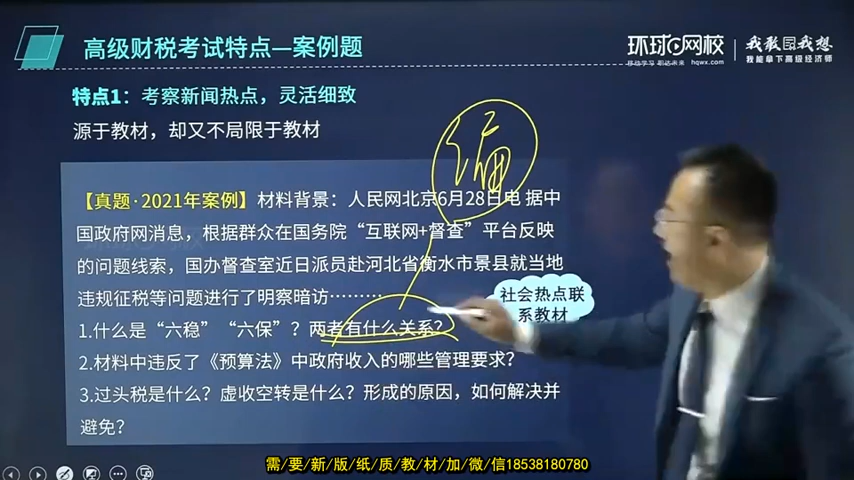 高级财税考试特点—案例题
环球网校
移动学习 职达未来 hqwx.com
我敢因我想
我能拿下高级经济师
特点1：考察新闻热点，灵活细致
源于教材，却又不局限于教材
【真题·2021年案例】材料背景：人民网北京6月28日电 据中
国政府网消息，根据群众在国务院“互联网+督查”平台反映
的问题线索，国办督查室近日派员赴河北省衡水市景县就当地
违规征税等问题进行了明察暗访………
社会热点联
系教材
1.什么是“六稳”“六保”？两者有什么关系？
2.材料中违反了《预算法》中政府收入的哪些管理要求？
3.过头税是什么？虚收空转是什么？形成的原因，如何解决并
避免？
需/要/新/版/纸/质/教/材/加/微/信18538180780